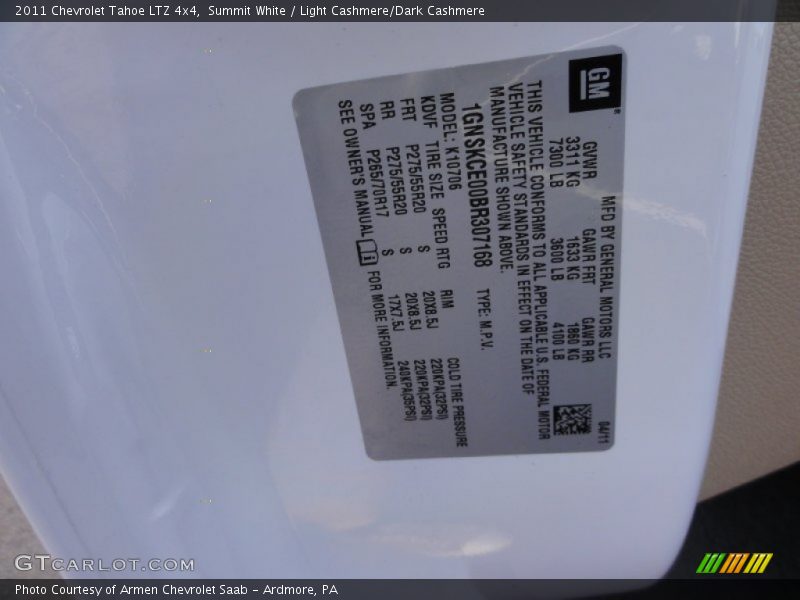 2011 Chevrolet Tahoe LTZ 4x4,  Summit White / Light Cashmere/Dark Cashmere
GM
®
MFD BY GENERAL MOTORS LLC
04/11
GVWR GAWR FRT GAWR RR
3311 KG 1633 KG 1860 KG
7300 LB 3600 LB 4100 LB
THIS VEHICLE CONFORMS TO ALL APPLICABLE U.S. FEDERAL MOTOR
VEHICLE SAFETY STANDARDS IN EFFECT ON THE DATE OF
MANUFACTURE SHOWN ABOVE.
1GNSKCE00BR307168 TYPE: M.P.V.
MODEL: K10706
KDVF TIRE SIZE SPEED RTG RIM COLD TIRE PRESSURE
FRT P275/55R20 S 20X8.5J 220KPA(32PSI)
RR P275/55R20 S 20X8.5J 220KPA(32PSI)
SPA P265/70R17 S 17X7.5J 240KPA(35PSI)
SEE OWNER'S MANUAL FOR MORE INFORMATION.
GTCARLOT.COM
Photo Courtesy of Armen Chevrolet Saab - Ardmore, PA